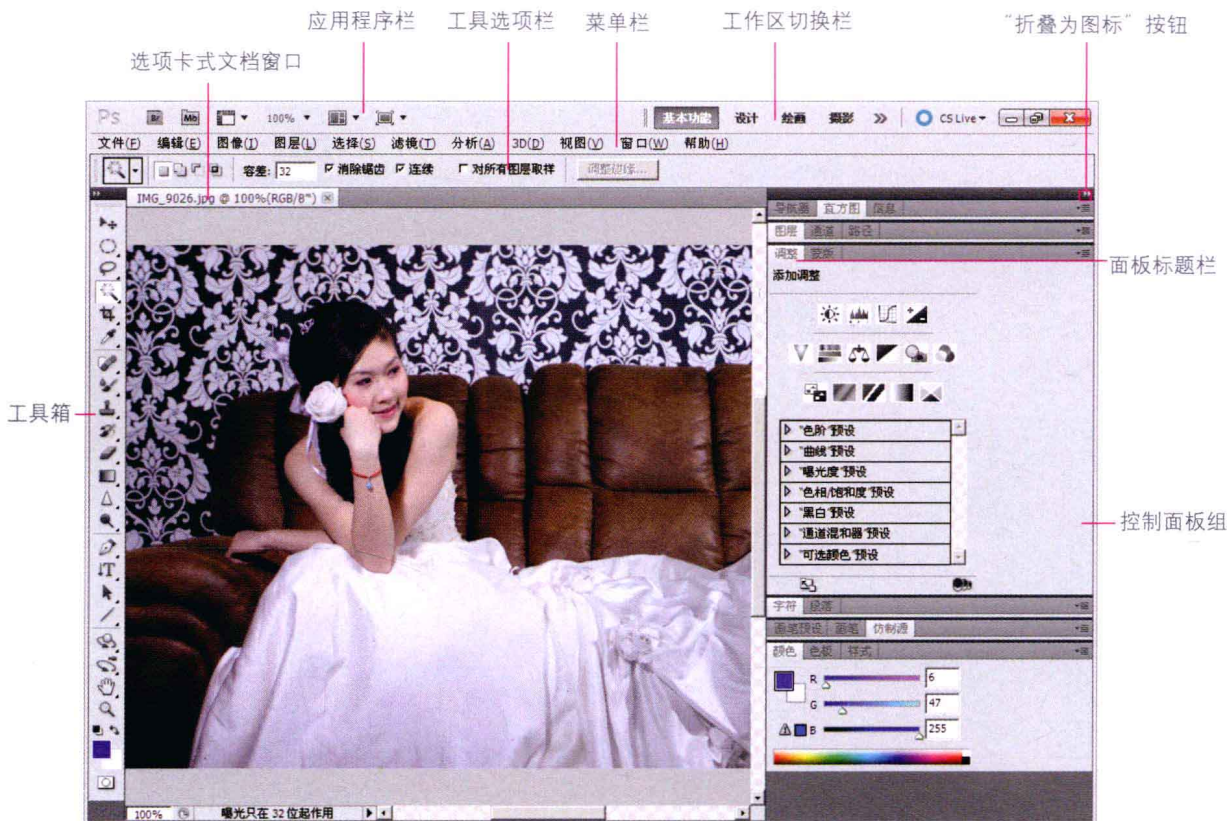 应用程序栏 工具选项栏 菜单栏 工作区切换栏 “折叠为图标”按钮
选项卡式文档窗口
Ps Br Mb 100% 基本功能 设计 绘画 摄影 CS Live
文件(F) 编辑(E) 图像(I) 图层(L) 选择(S) 滤镜(T) 分析(A) 3D(D) 视图(V) 窗口(W) 帮助(H)
容差: 32 消除锯齿 连续 对所有图层取样 调整边缘...
IMG_9026.jpg @ 100%(RGB/8*)
导航器 直方图 信息
图层 通道 路径
调整 蒙版
面板标题栏
添加调整
工具箱
“色阶”预设
“曲线”预设
“曝光度”预设
“色相/饱和度”预设
“黑白”预设
“通道混和器”预设
“可选颜色”预设
控制面板组
字符 段落
画笔预设 画笔 仿制源
颜色 色板 样式
R 6
G 47
B 255
100% 曝光只在 32 位起作用